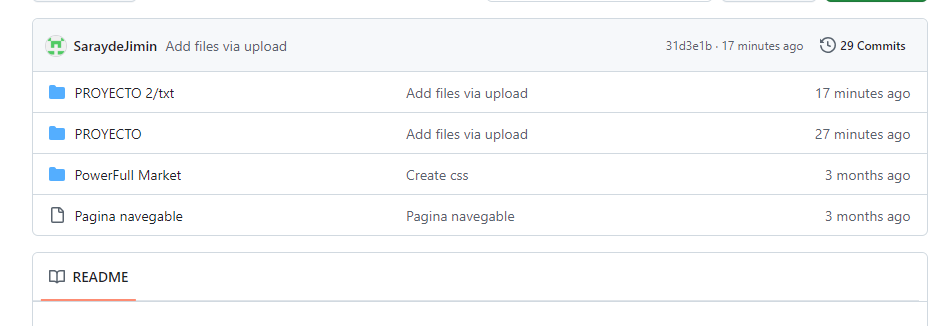 SaraydeJimin Add files via upload 31d3e1b · 17 minutes ago 29 Commits
PROYECTO 2/txt Add files via upload 17 minutes ago
PROYECTO Add files via upload 27 minutes ago
PowerFull Market Create css 3 months ago
Pagina navegable Pagina navegable 3 months ago
README